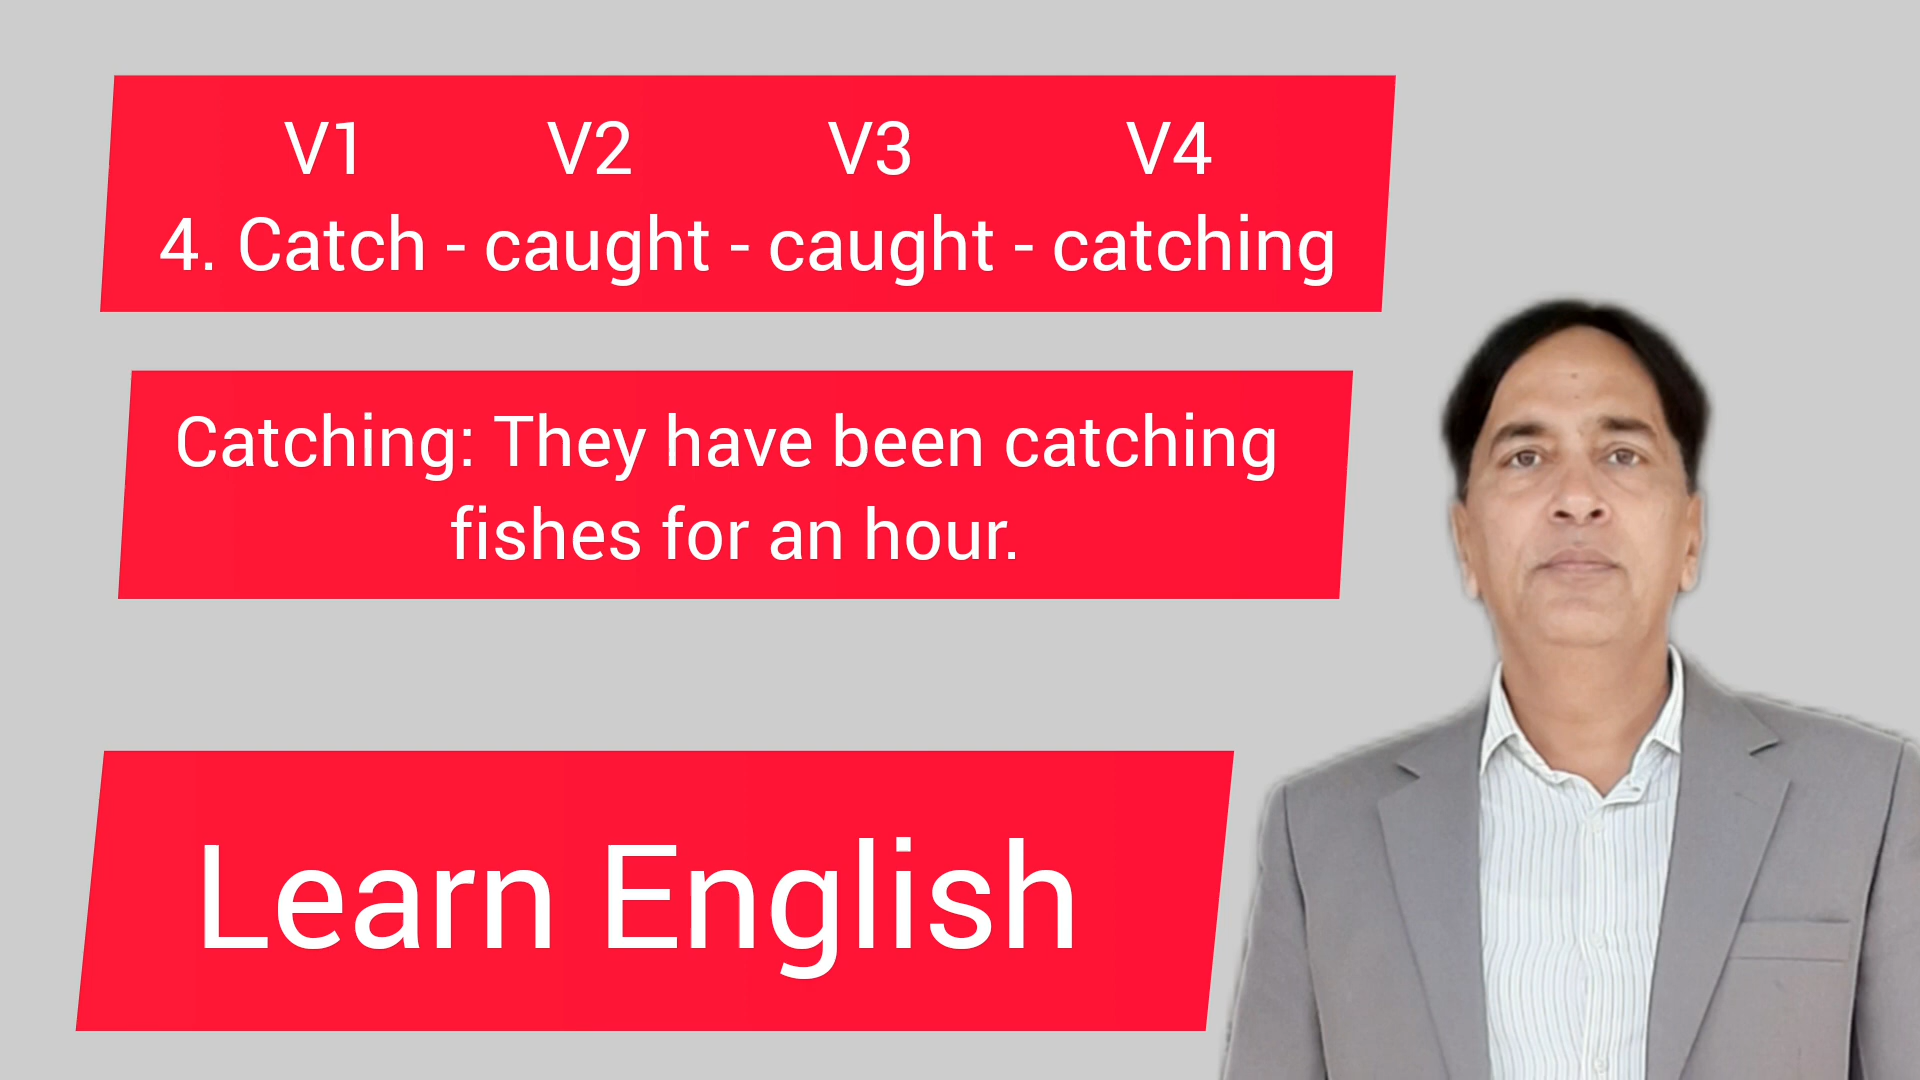 V1 V2 V3 V4
4. Catch - caught - caught - catching
Catching: They have been catching
fishes for an hour.
Learn English